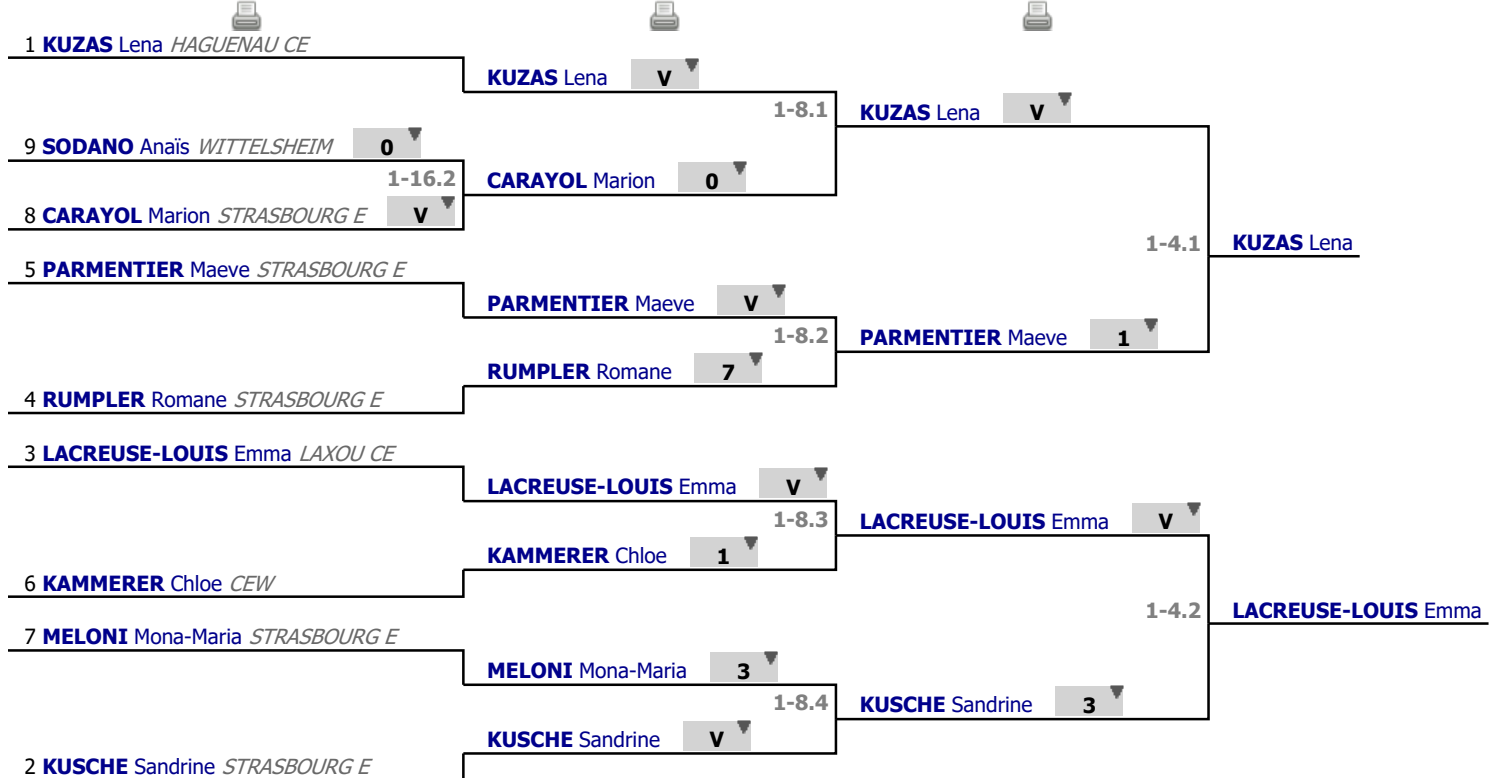 1 KUZAS Lena HAGUENAU CE
KUZAS Lena V
1-8.1
KUZAS Lena V
9 SODANO Anaïs WITTELSHEIM 0
1-16.2
CARAYOL Marion 0
8 CARAYOL Marion STRASBOURG E V
1-4.1
KUZAS Lena
5 PARMENTIER Maeve STRASBOURG E
PARMENTIER Maeve V
1-8.2
PARMENTIER Maeve 1
RUMPLER Romane 7
4 RUMPLER Romane STRASBOURG E
3 LACREUSE-LOUIS Emma LAXOU CE
LACREUSE-LOUIS Emma V
1-8.3
LACREUSE-LOUIS Emma V
KAMMERER Chloe 1
6 KAMMERER Chloe CEW
1-4.2
LACREUSE-LOUIS Emma
7 MELONI Mona-Maria STRASBOURG E
MELONI Mona-Maria 3
1-8.4
KUSCHE Sandrine 3
KUSCHE Sandrine V
2 KUSCHE Sandrine STRASBOURG E